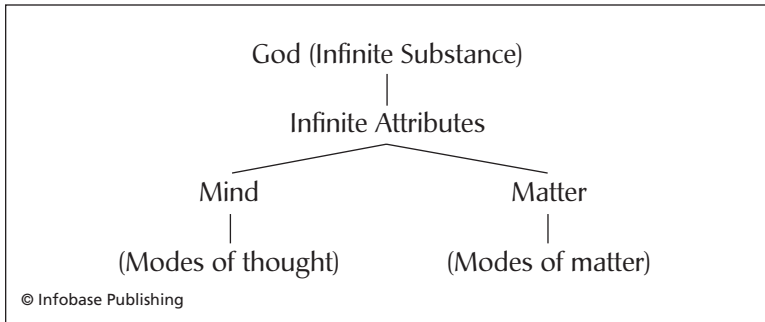 God (Infinite Substance)
Infinite Attributes
Mind Matter
(Modes of thought) (Modes of matter)
© Infobase Publishing